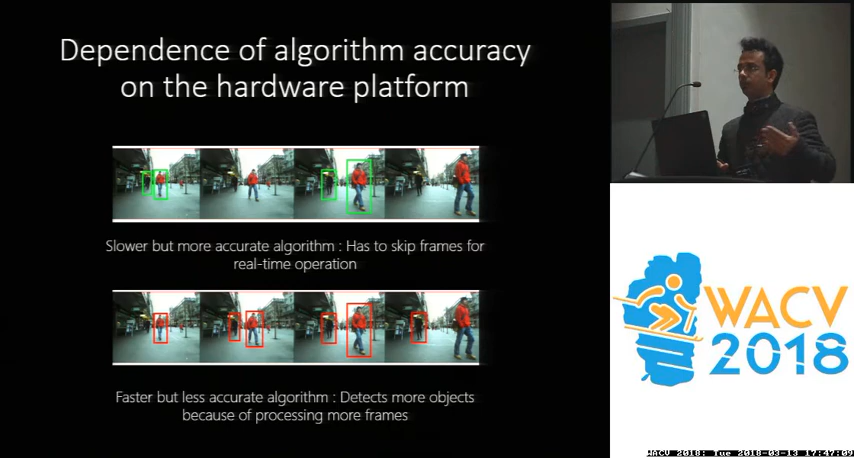 Dependence of algorithm accuracy
on the hardware platform
Slower but more accurate algorithm : Has to skip frames for
real-time operation
Faster but less accurate algorithm : Detects more objects
because of processing more frames
WACV
2018
WACV 2018: Tue 2018-03-13 17:47:09